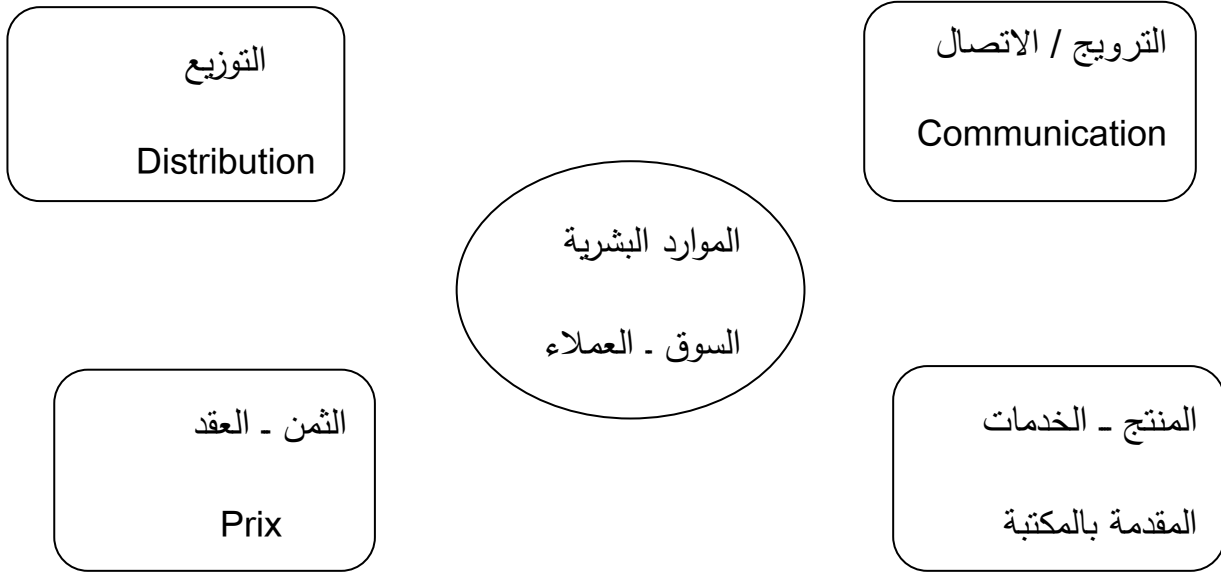 الترويج / الاتصال
Communication
التوزيع
Distribution
الموارد البشرية
السوق ـ العملاء
المنتج ـ الخدمات
المقدمة بالمكتبة
الثمن ـ العقد
Prix